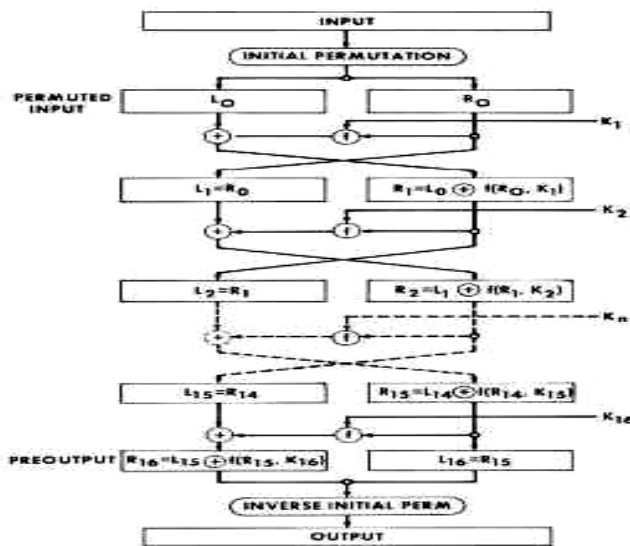 INPUT
INITIAL PERMUTATION
PERMUTED INPUT
L₀
R₀
K₁
+
f
L₁=R₀
R₁=L₀ ⊕ f(R₀, K₁)
K₂
+
f
L₂=R₁
R₂=L₁ ⊕ f(R₁, K₂)
Kₙ
+
f
L₁₅=R₁₄
R₁₅=L₁₄ ⊕ f(R₁₄, K₁₅)
K₁₆
+
f
PREOUTPUT
R₁₆=L₁₅ ⊕ f(R₁₅, K₁₆)
L₁₆=R₁₅
INVERSE INITIAL PERM
OUTPUT